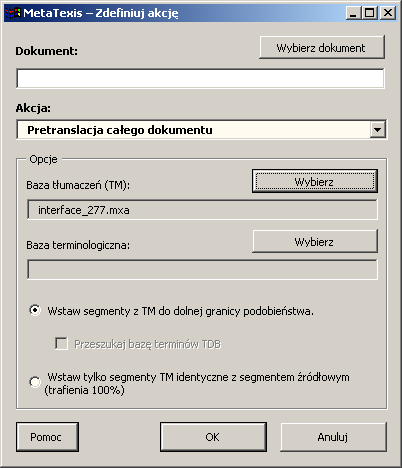 MetaTexis – Zdefiniuj akcję
Dokument:
Wybierz dokument
Akcja:
Pretranslacja całego dokumentu
Opcje
Baza tłumaczeń (TM):
Wybierz
interface_277.mxa
Baza terminologiczna:
Wybierz
Wstaw segmenty z TM do dolnej granicy podobieństwa.
Przeszukaj bazę terminów TDB
Wstaw tylko segmenty TM identyczne z segmentem źródłowym
(trafienia 100%)
Pomoc
OK
Anuluj